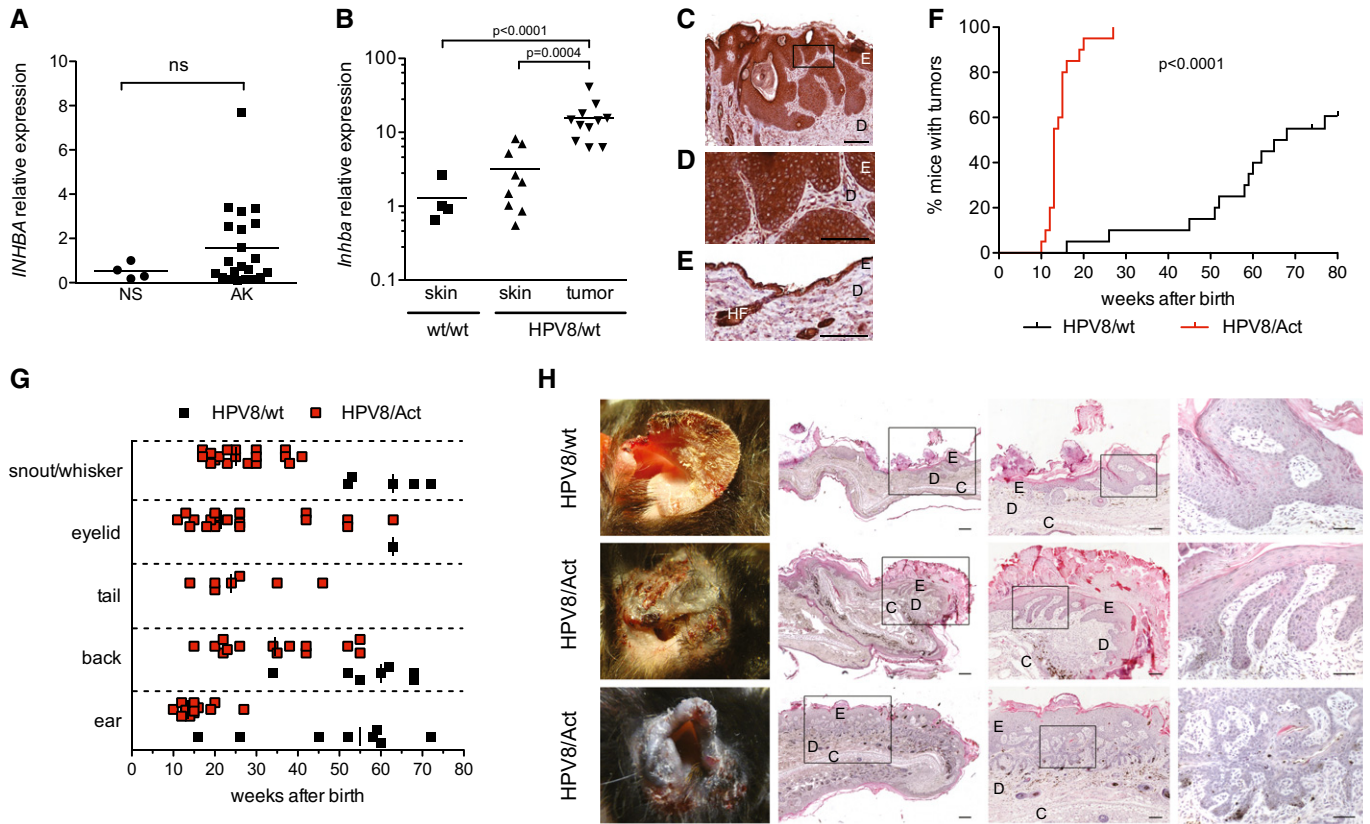 A
INHBA relative expression
10
8
6
4
2
0
ns
NS
AK
B
Inhba relative expression
100
10
1
0.1
p<0.0001
p=0.0004
skin
skin
tumor
wt/wt
HPV8/wt
C
E
D
D
E
D
E
E
D
HF
F
% mice with tumors
100
80
60
40
20
0
p<0.0001
0 10 20 30 40 50 60 70 80
weeks after birth
HPV8/wt
HPV8/Act
G
HPV8/wt
HPV8/Act
snout/whisker
eyelid
tail
back
ear
0 10 20 30 40 50 60 70 80
weeks after birth
H
HPV8/wt
E
D
C
E
D
C
HPV8/Act
E
C D
E
D
C
HPV8/Act
E
D
C
E
D
C